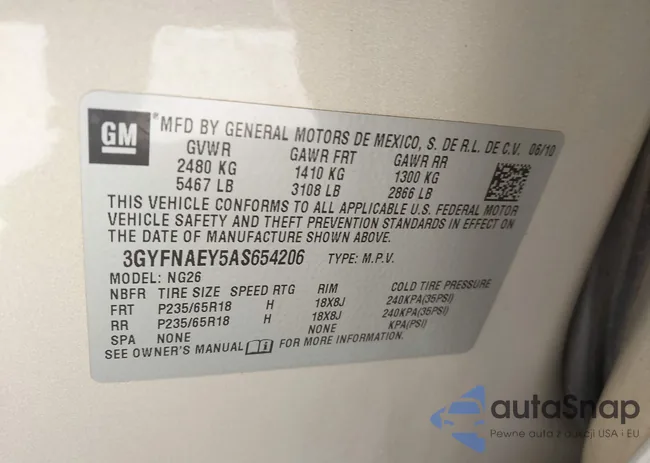 GM
*MFD BY GENERAL MOTORS DE MEXICO, S. DE R.L. DE C.V. 06/10
GVWR GAWR FRT GAWR RR
2480 KG 1410 KG 1300 KG
5467 LB 3108 LB 2866 LB
THIS VEHICLE CONFORMS TO ALL APPLICABLE U.S. FEDERAL MOTOR
VEHICLE SAFETY AND THEFT PREVENTION STANDARDS IN EFFECT ON
THE DATE OF MANUFACTURE SHOWN ABOVE.
3GYFNAEY5AS654206 TYPE: M.P.V.
MODEL: NG26
NBFR TIRE SIZE SPEED RTG RIM COLD TIRE PRESSURE
FRT P235/65R18 H 18X8J 240KPA(35PSI)
RR P235/65R18 H 18X8J 240KPA(35PSI)
SPA NONE NONE KPA(PSI)
SEE OWNER'S MANUAL FOR MORE INFORMATION.
autaSnap
Pewne auta z aukcji USA i EU